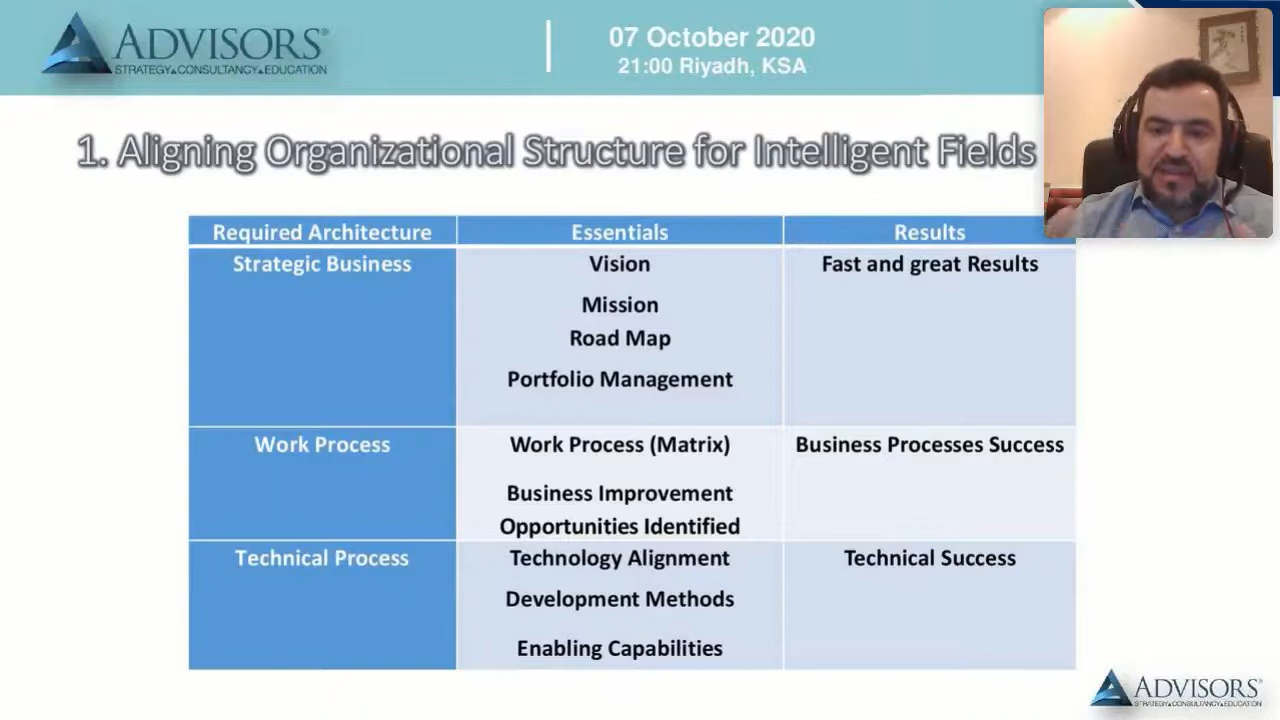 ADVISORS®
STRATEGY▲CONSULTANCY▲EDUCATION
07 October 2020
21:00 Riyadh, KSA
1. Aligning Organizational Structure for Intelligent Fields
Required Architecture Essentials Results
Strategic Business Vision Fast and great Results
Mission
Road Map
Portfolio Management
Work Process Work Process (Matrix) Business Processes Success
Business Improvement
Opportunities Identified
Technical Process Technology Alignment Technical Success
Development Methods
Enabling Capabilities
ADVISORS®
STRATEGY▲CONSULTANCY▲EDUCATION